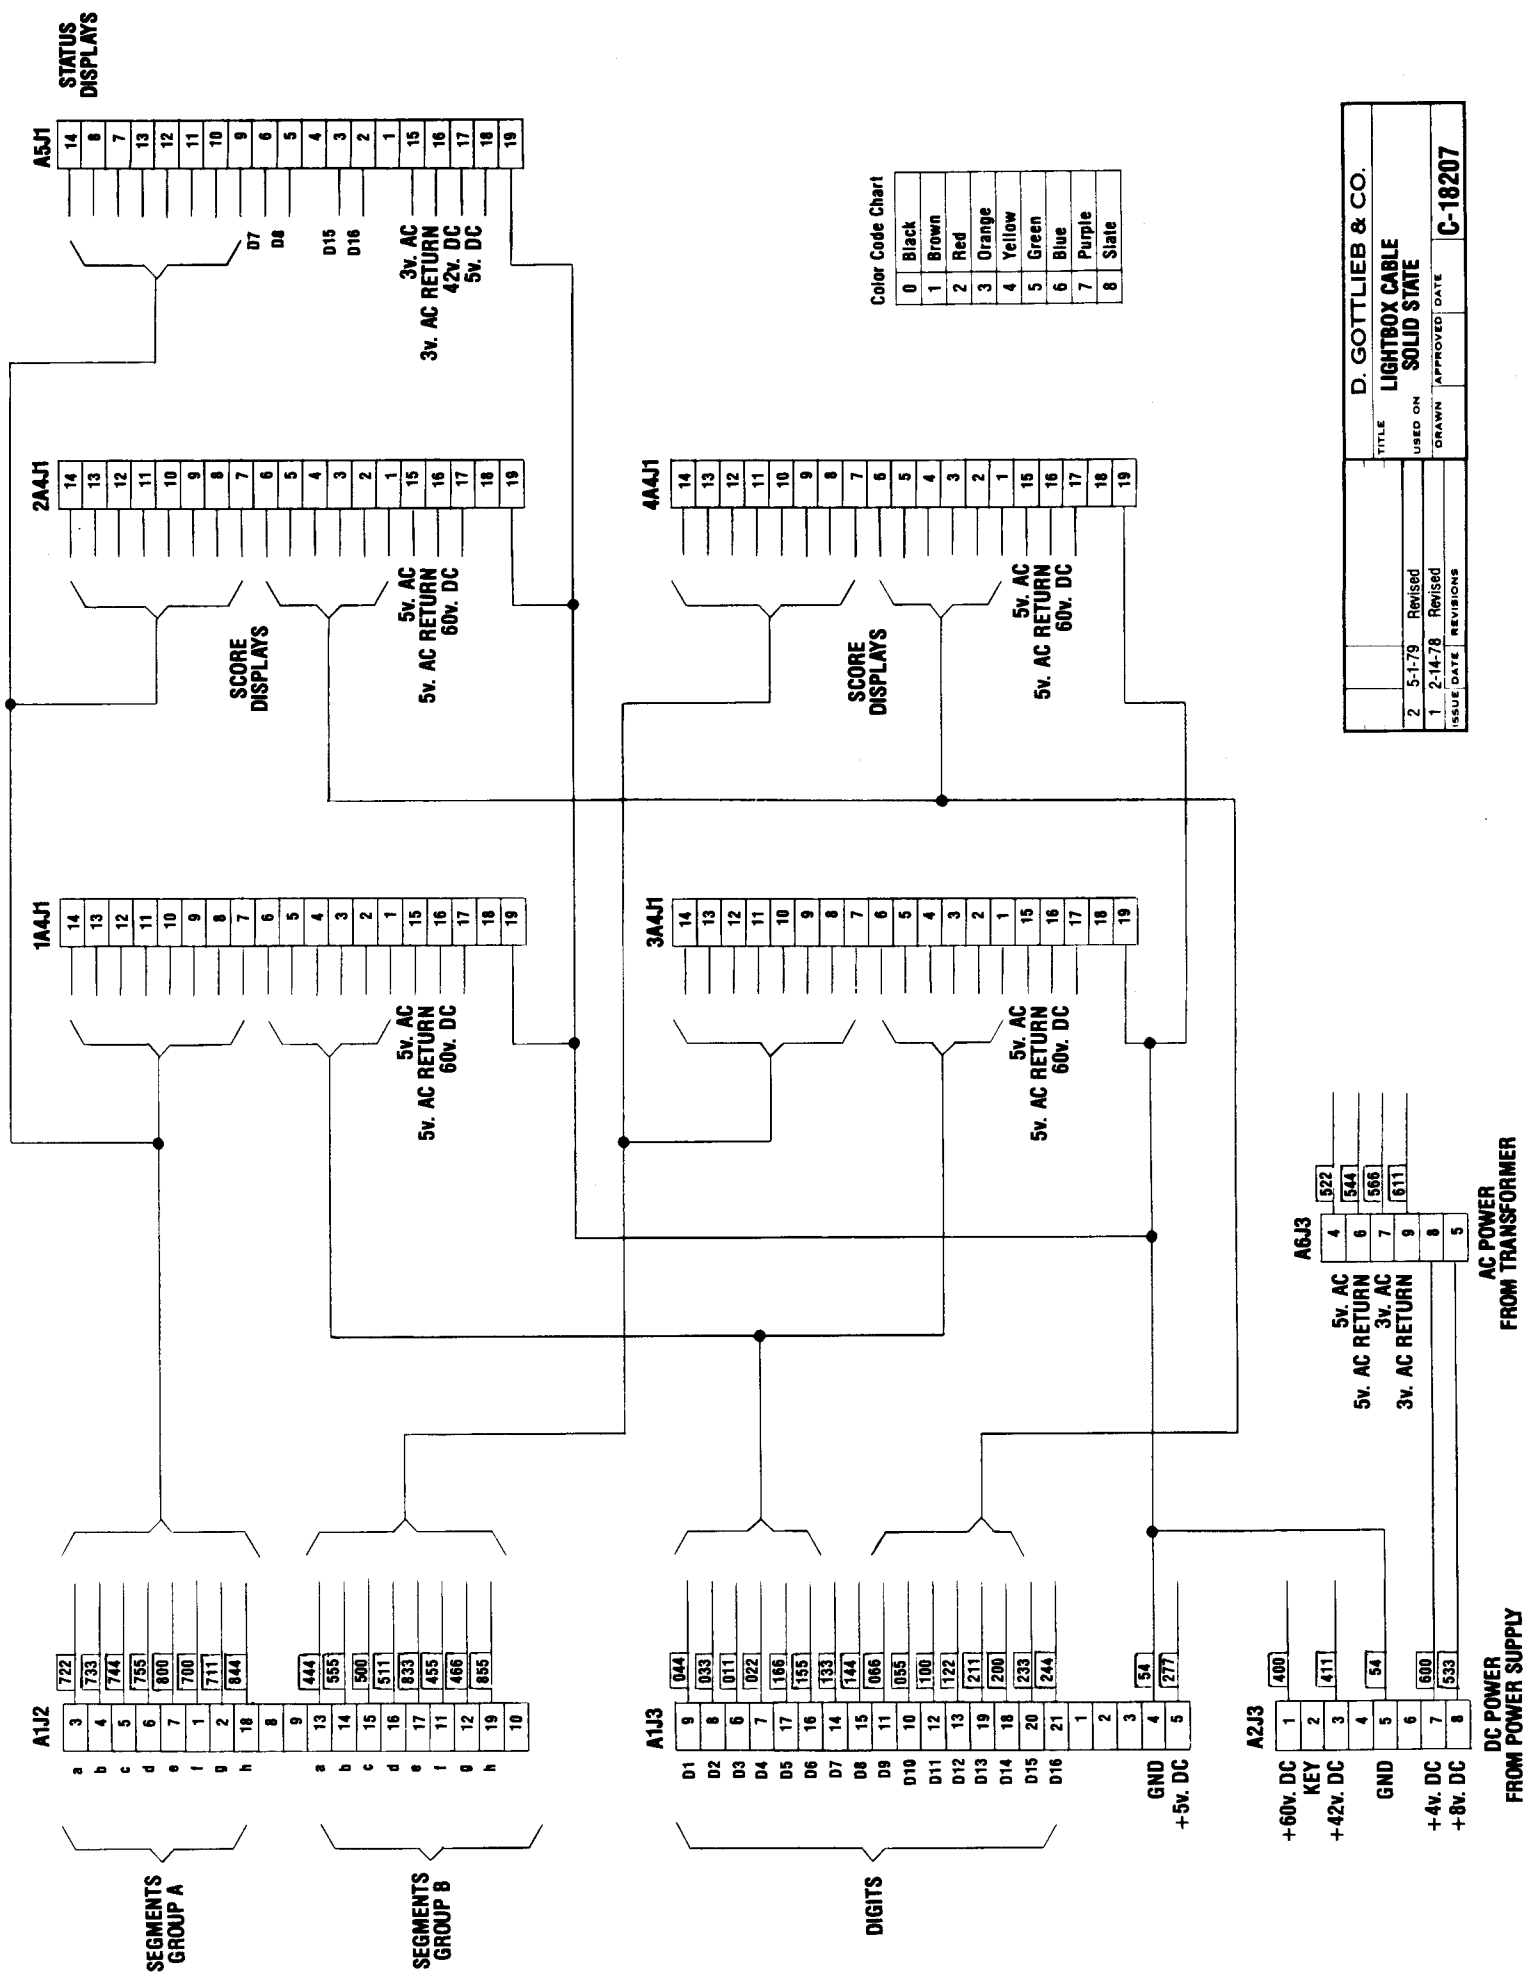 SEGMENTS
GROUP A
SEGMENTS
GROUP B
DIGITS
A1J2
a 3 722
b 4 733
c 5 744
d 6 755
e 7 800
f 1 700
g 2 711
h 18 844
8
9
a 13 444
b 14 555
c 15 500
d 16 511
e 17 833
f 11 455
g 12 466
h 19 855
10
A1J3
D1 9 044
D2 8 033
D3 6 011
D4 7 022
D5 17 166
D6 16 155
D7 14 133
D8 15 144
D9 11 066
D10 10 055
D11 12 100
D12 13 122
D13 19 211
D14 18 200
D15 20 233
D16 21 244
1
2
3
GND 4 54
+5v. DC 5 277
A2J3
+60v. DC 1 400
KEY 2
+42v. DC 3 411
4
GND 5 54
6
+4v. DC 7 600
+8v. DC 8 533
DC POWER
FROM POWER SUPPLY
A6J3
5v. AC 4 522
5v. AC RETURN 6 544
3v. AC 7 566
3v. AC RETURN 9 611
8
5
AC POWER
FROM TRANSFORMER
1A4J1
14
13
12
11
10
9
8
7
6
5
4
3
2
1
5v. AC 15
5v. AC RETURN 16
60v. DC 17
18
19
3A4J1
14
13
12
11
10
9
8
7
6
5
4
3
2
1
5v. AC 15
5v. AC RETURN 16
60v. DC 17
18
19
SCORE
DISPLAYS
2A4J1
14
13
12
11
10
9
8
7
6
5
4
3
2
1
5v. AC 15
5v. AC RETURN 16
60v. DC 17
18
19
SCORE
DISPLAYS
4A4J1
14
13
12
11
10
9
8
7
6
5
4
3
2
1
5v. AC 15
5v. AC RETURN 16
60v. DC 17
18
19
STATUS
DISPLAYS
A5J1
14
8
7
13
12
11
10
9
D7 6
D8 5
4
D15 3
D16 2
1
3v. AC 15
3v. AC RETURN 16
42v. DC 17
5v. DC 18
19
Color Code Chart
0 Black
1 Brown
2 Red
3 Orange
4 Yellow
5 Green
6 Blue
7 Purple
8 Slate
2 5-1-79 Revised
1 2-14-78 Revised
ISSUE DATE REVISIONS
D. GOTTLIEB & CO.
TITLE
LIGHTBOX CABLE
SOLID STATE
USED ON
DRAWN APPROVED DATE
C-18207